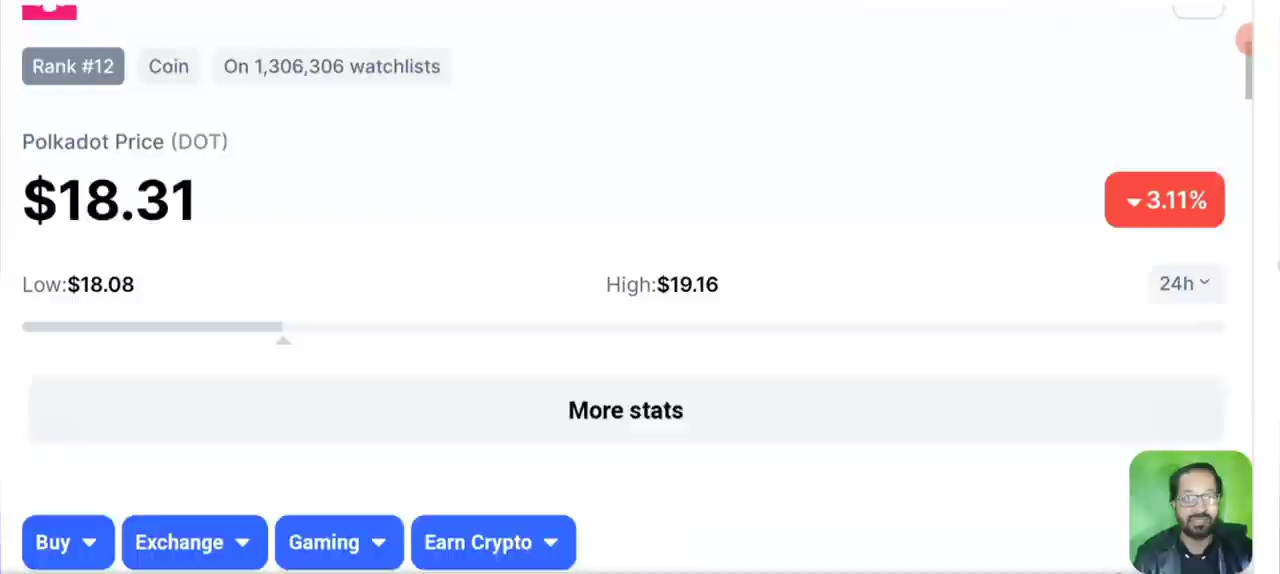 Rank #12 Coin On 1,306,306 watchlists
Polkadot Price (DOT)
$18.31 3.11%
Low:$18.08 High:$19.16 24h
More stats
Buy Exchange Gaming Earn Crypto